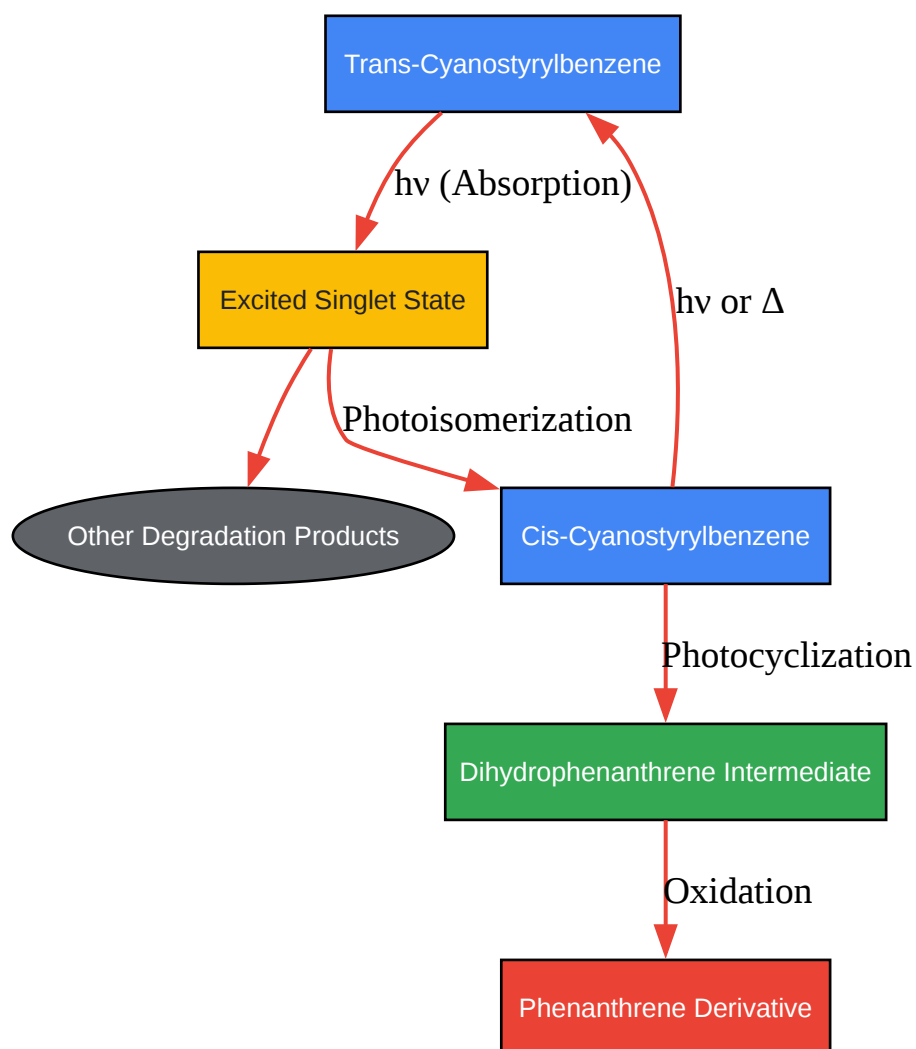 Trans-Cyanostyrylbenzene
hν (Absorption)
Excited Singlet State
hν or Δ
Photoisomerization
Other Degradation Products
Cis-Cyanostyrylbenzene
Photocyclization
Dihydrophenanthrene Intermediate
Oxidation
Phenanthrene Derivative